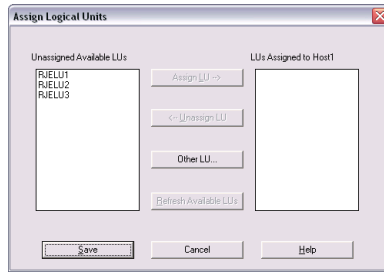 Assign Logical Units
Unassigned Available LUs
LUs Assigned to Host1
RJELU1
RJELU2
RJELU3
Assign LU -->
<-- Unassign LU
Other LU...
Refresh Available LUs
Save
Cancel
Help